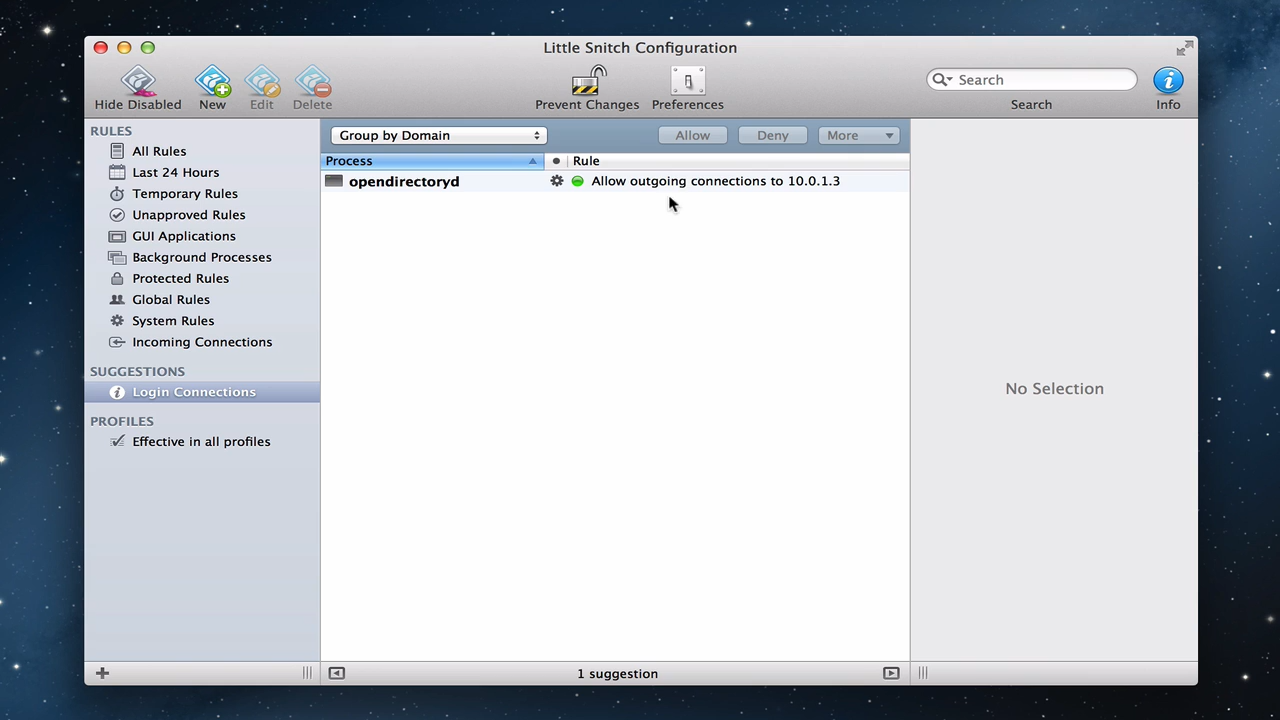 Little Snitch Configuration
Hide Disabled
New
Edit
Delete
Prevent Changes
Preferences
Search
Search
Info
RULES
All Rules
Last 24 Hours
Temporary Rules
Unapproved Rules
GUI Applications
Background Processes
Protected Rules
Global Rules
System Rules
Incoming Connections
SUGGESTIONS
Login Connections
PROFILES
Effective in all profiles
Group by Domain
Allow
Deny
More
Process
Rule
opendirectoryd
Allow outgoing connections to 10.0.1.3
1 suggestion
No Selection